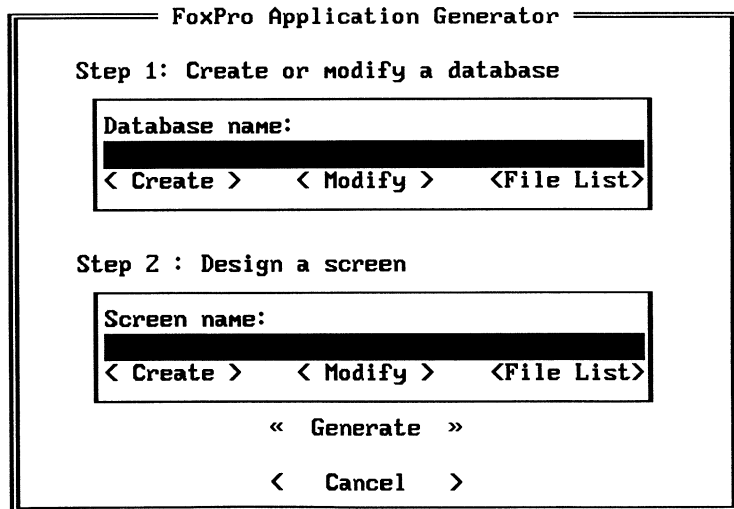 FoxPro Application Generator
Step 1: Create or modify a database
Database name:
< Create > < Modify > <File List>
Step 2 : Design a screen
Screen name:
< Create > < Modify > <File List>
« Generate »
< Cancel >